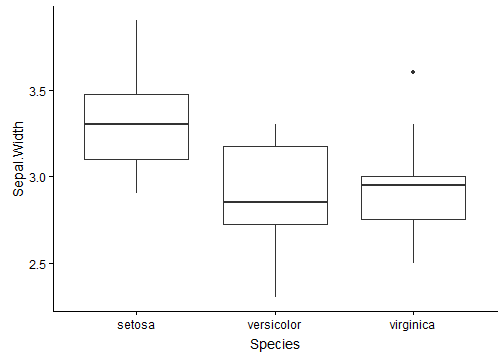 Sepal.Width
3.5
3.0
2.5
setosa
versicolor
virginica
Species